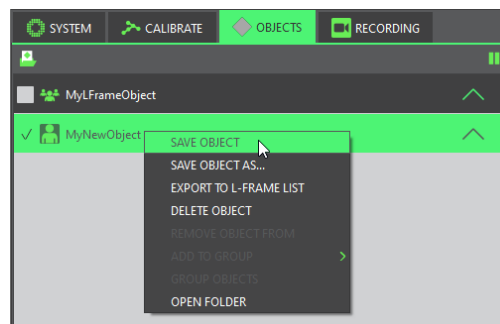 SYSTEM CALIBRATE OBJECTS RECORDING
MyLFrameObject
MyNewObject
SAVE OBJECT
SAVE OBJECT AS...
EXPORT TO L-FRAME LIST
DELETE OBJECT
REMOVE OBJECT FROM
ADD TO GROUP
GROUP OBJECTS
OPEN FOLDER